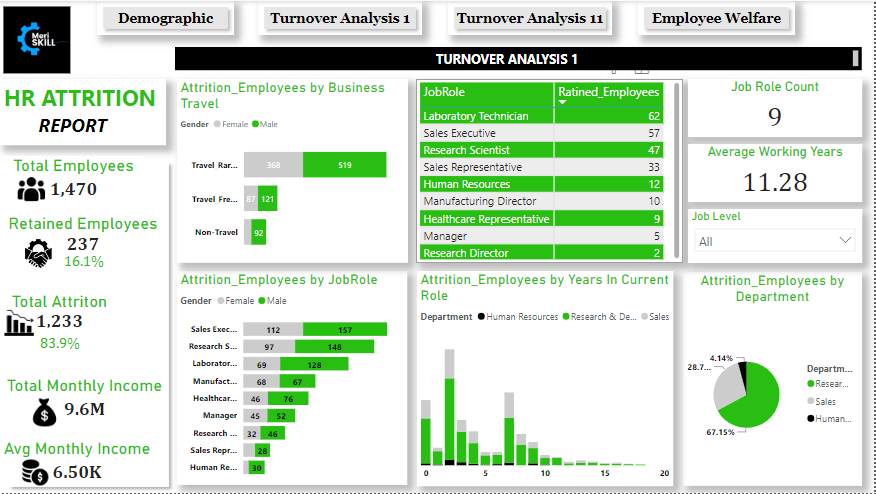 Meri
SKILL
Demographic
Turnover Analysis 1
Turnover Analysis 11
Employee Welfare
TURNOVER ANALYSIS 1
HR ATTRITION
REPORT
Total Employees
1,470
Retained Employees
237
16.1%
Total Attriton
1,233
83.9%
Total Monthly Income
9.6M
Avg Monthly Income
6.50K
Attrition_Employees by Business
Travel
Gender Female Male
Travel Rar... 368 519
Travel Fre... 87 121
Non-Travel 92
JobRole Ratined_Employees
Laboratory Technician 62
Sales Executive 57
Research Scientist 47
Sales Representative 33
Human Resources 12
Manufacturing Director 10
Healthcare Representative 9
Manager 5
Research Director 2
Job Role Count
9
Average Working Years
11.28
Job Level
All
Attrition_Employees by JobRole
Gender Female Male
Sales Exec... 112 157
Research S... 97 148
Laborator... 69 128
Manufact... 68 67
Healthcar... 46 76
Manager 45 52
Research ... 32 46
Sales Repr... 28
Human Re... 30
Attrition_Employees by Years In Current
Role
Department Human Resources Research & De... Sales
0 5 10 15 20
Attrition_Employees by
Department
4.14%
28.7...
67.15%
Departm...
Resear...
Sales
Human...